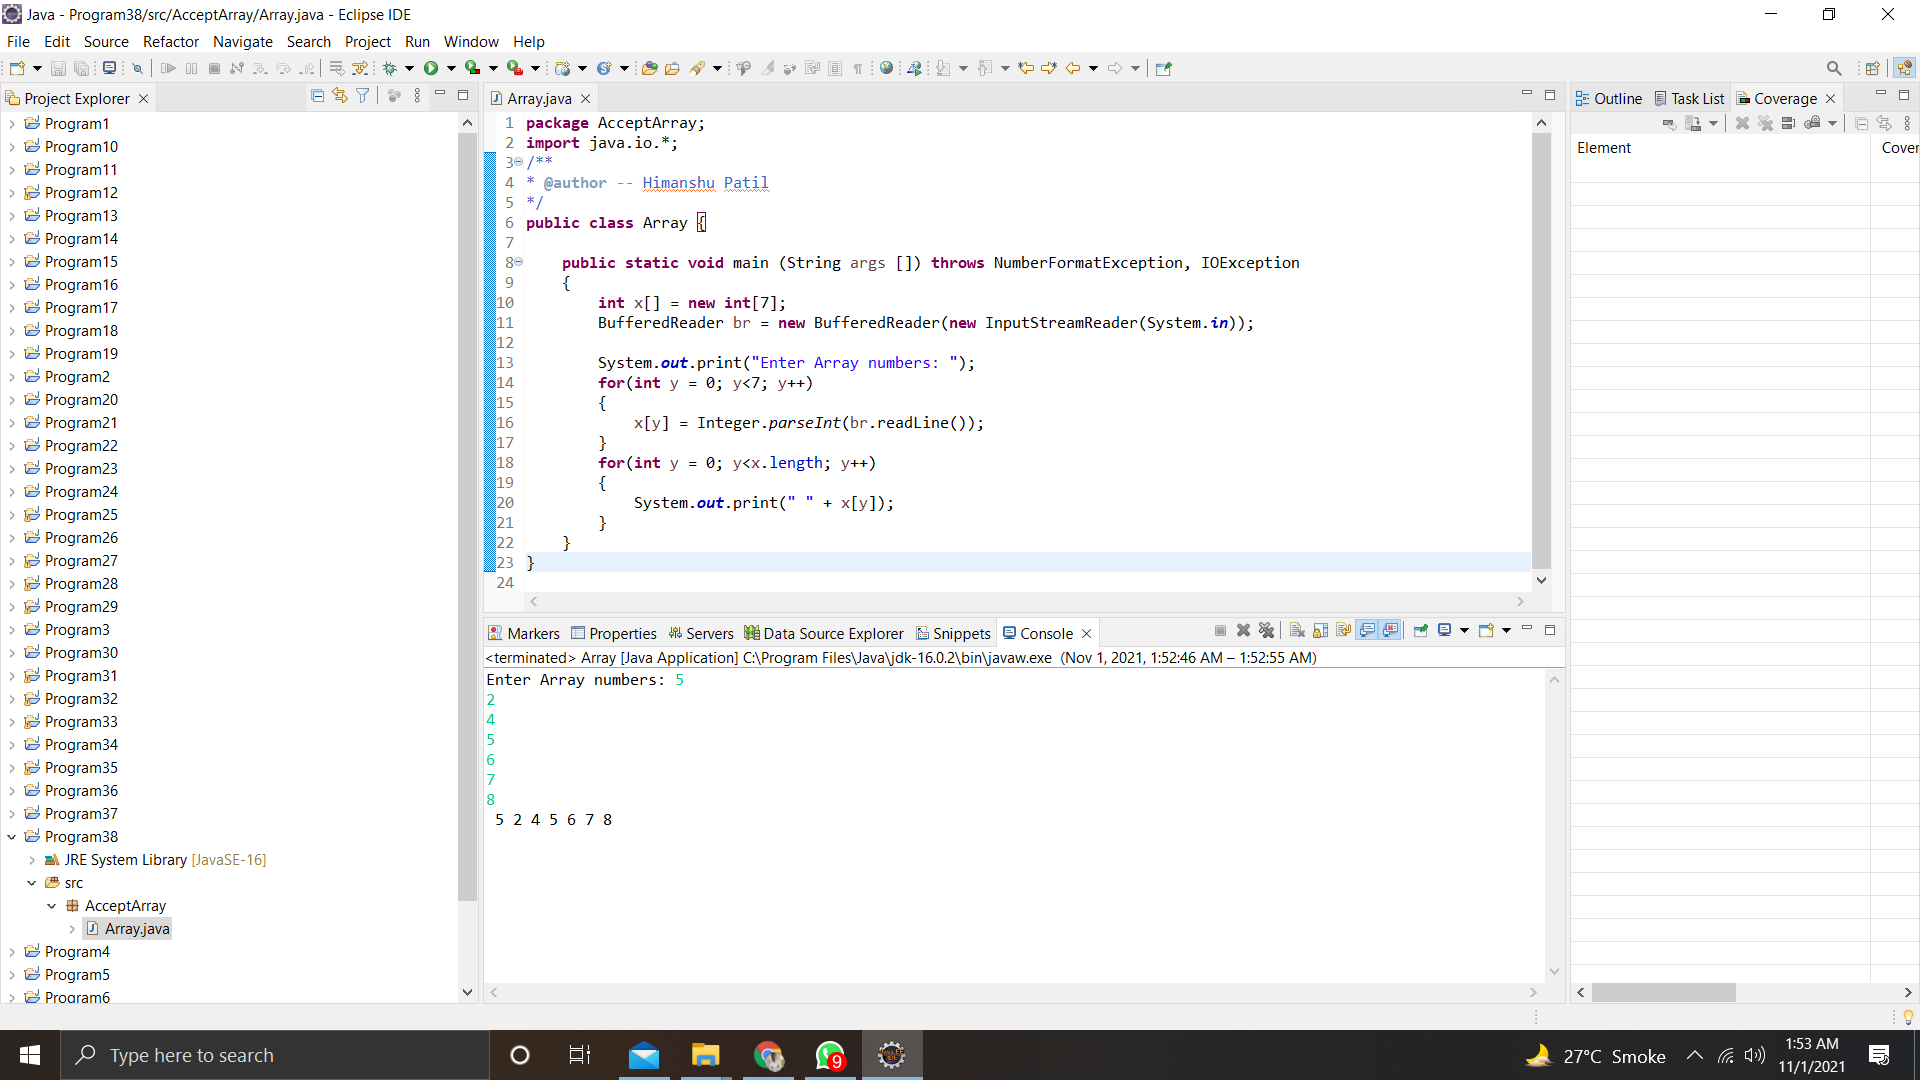 Java - Program38/src/AcceptArray/Array.java - Eclipse IDE
File Edit Source Refactor Navigate Search Project Run Window Help
Project Explorer
Program1
Program10
Program11
Program12
Program13
Program14
Program15
Program16
Program17
Program18
Program19
Program2
Program20
Program21
Program22
Program23
Program24
Program25
Program26
Program27
Program28
Program29
Program3
Program30
Program31
Program32
Program33
Program34
Program35
Program36
Program37
Program38
JRE System Library [JavaSE-16]
src
AcceptArray
Array.java
Program4
Program5
Program6
Array.java
1 package AcceptArray;
2 import java.io.*;
3 /**
4 * @author -- Himanshu Patil
5 */
6 public class Array {
7
8 public static void main (String args []) throws NumberFormatException, IOException
9 {
10 int x[] = new int[7];
11 BufferedReader br = new BufferedReader(new InputStreamReader(System.in));
12
13 System.out.print("Enter Array numbers: ");
14 for(int y = 0; y<7; y++)
15 {
16 x[y] = Integer.parseInt(br.readLine());
17 }
18 for(int y = 0; y<x.length; y++)
19 {
20 System.out.print(" " + x[y]);
21 }
22 }
23 }
24
Markers Properties Servers Data Source Explorer Snippets Console
<terminated> Array [Java Application] C:\Program Files\Java\jdk-16.0.2\bin\javaw.exe (Nov 1, 2021, 1:52:46 AM – 1:52:55 AM)
Enter Array numbers: 5
2
4
5
6
7
8
5 2 4 5 6 7 8
Outline Task List Coverage
Element Cover
Type here to search
9
27°C Smoke
1:53 AM
11/1/2021